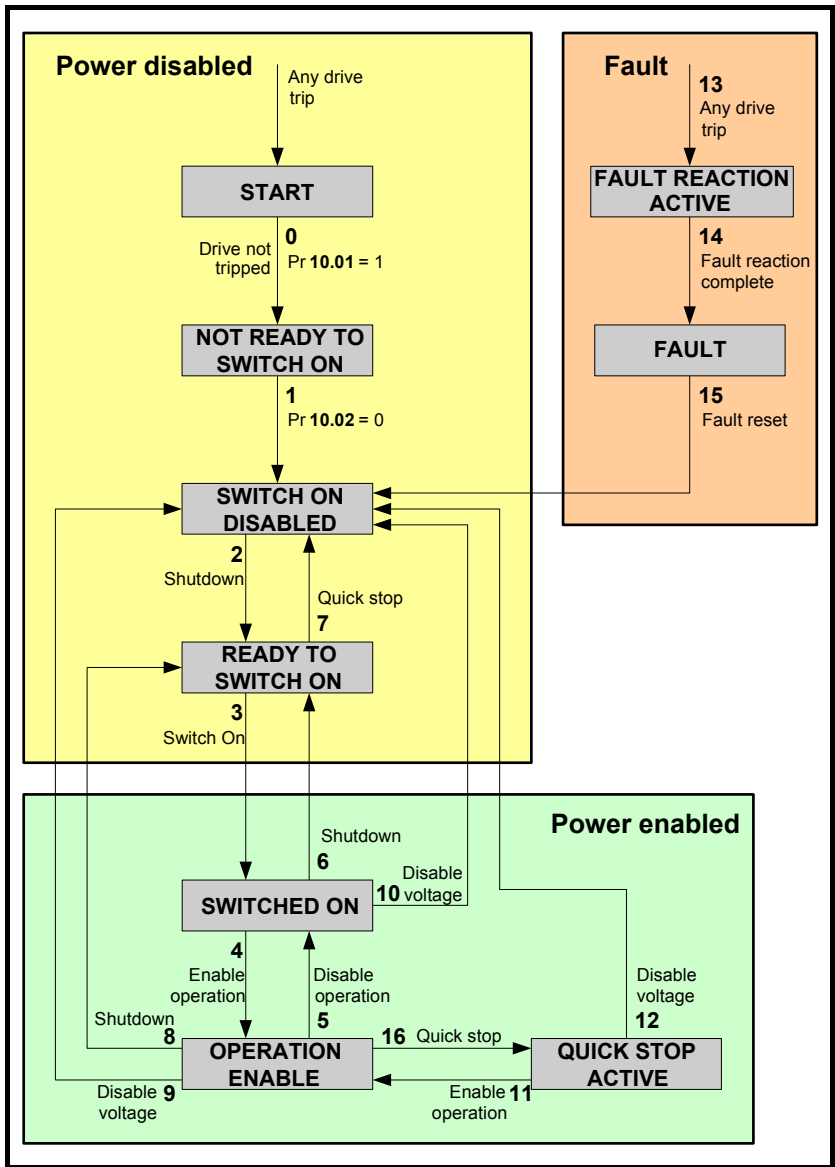 Power disabled
Any drive
trip
START
0
Drive not
tripped
Pr 10.01 = 1
NOT READY TO
SWITCH ON
1
Pr 10.02 = 0
SWITCH ON
DISABLED
2
Shutdown
Quick stop
7
READY TO
SWITCH ON
3
Switch On
Fault
13
Any drive
trip
FAULT REACTION
ACTIVE
14
Fault reaction
complete
FAULT
15
Fault reset
Power enabled
Shutdown
6
Disable
10 voltage
SWITCHED ON
4
Enable
operation
Disable
operation
5
Shutdown
8
OPERATION
ENABLE
Disable 9
voltage
16 Quick stop
Disable
voltage
12
QUICK STOP
ACTIVE
Enable 11
operation